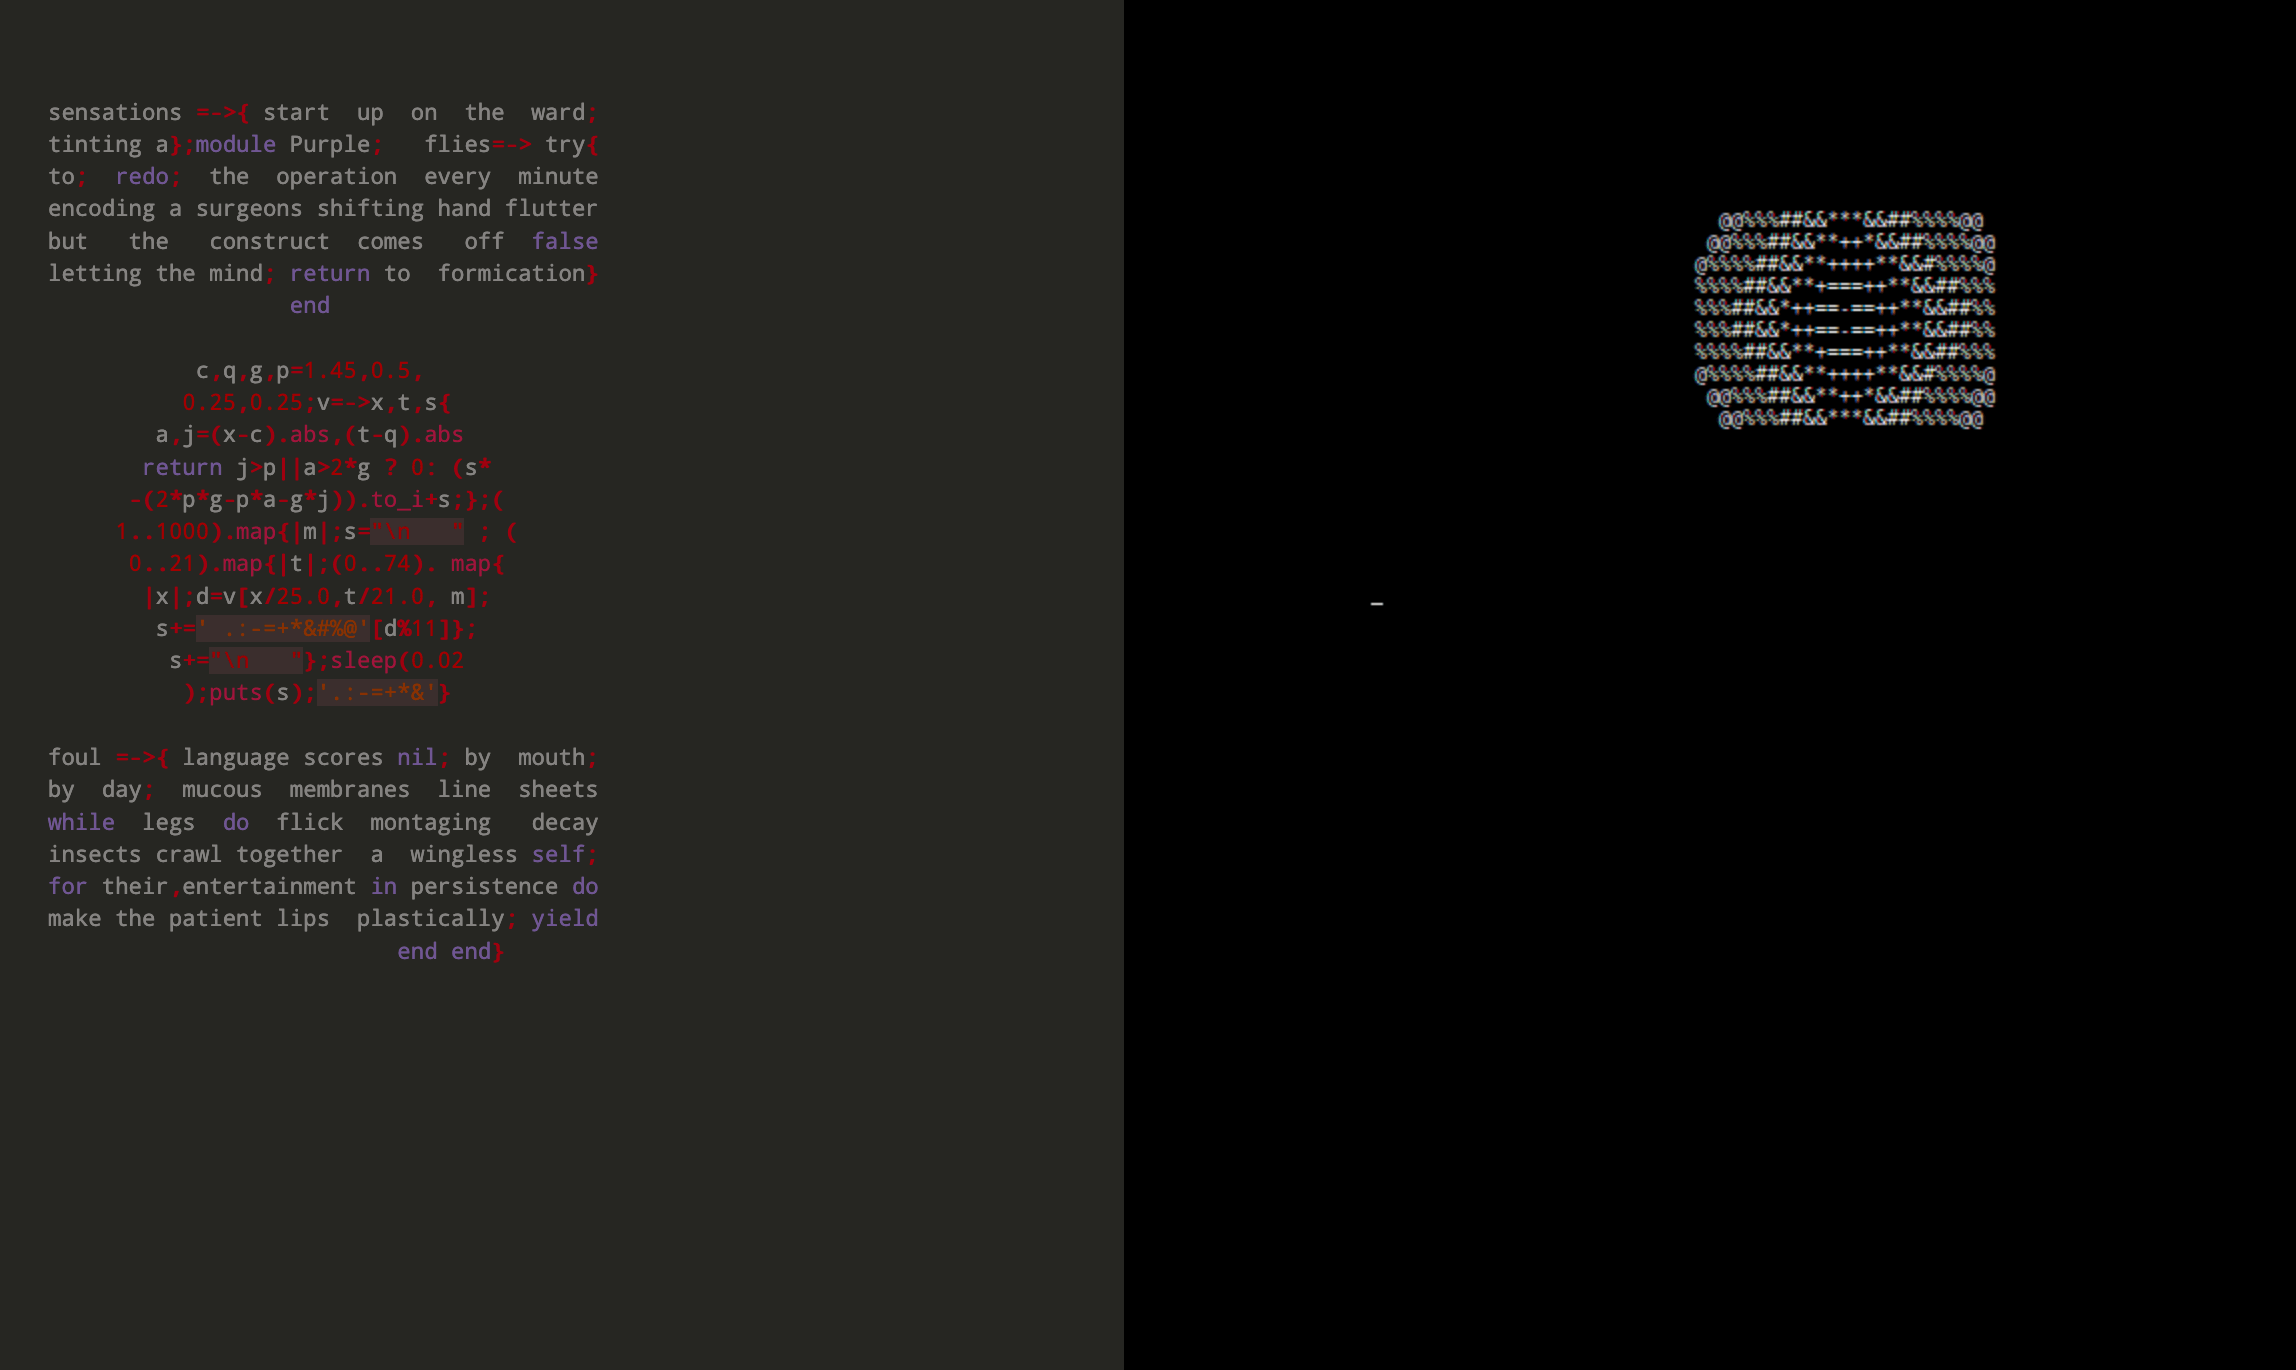 sensations =->{ start  up  on  the  ward;
tinting a};module Purple;   flies=-> try{
to;  redo;  the  operation  every  minute
encoding a surgeons shifting hand flutter
but   the   construct  comes   off  false
letting the mind; return to  formication}
                  end
           c,q,g,p=1.45,0.5,
          0.25,0.25;v=->x,t,s{
        a,j=(x-c).abs,(t-q).abs
       return j>p||a>2*g ? 0: (s*
      -(2*p*g-p*a-g*j)).to_i+s;};(
     1..1000).map{|m|;s="\n   " ; (
      0..21).map{|t|;(0..74). map{
       |x|;d=v[x/25.0,t/21.0, m];
        s+=' .:-=+*&#%@'[d%11]};
         s+="\n   "};sleep(0.02
          );puts(s);'.:-=+*&'}
foul =->{ language scores nil; by  mouth;
by  day;  mucous  membranes  line  sheets
while  legs  do  flick  montaging   decay
insects crawl together  a  wingless self;
for their,entertainment in persistence do
make the patient lips  plastically; yield
                          end end}
  @@%%%##&&***&&##%%%%@@
 @@%%%##&&**++*&&##%%%%@@
@%%%%##&&**++++**&&#%%%%@
%%%%##&&**+===++**&&##%%%
%%%##&&*++==-==++**&&##%%
%%%##&&*++==-==++**&&##%%
%%%%##&&**+===++**&&##%%%
@%%%%##&&**++++**&&#%%%%@
 @@%%%##&&**++*&&##%%%%@@
  @@%%%##&&***&&##%%%%@@
_